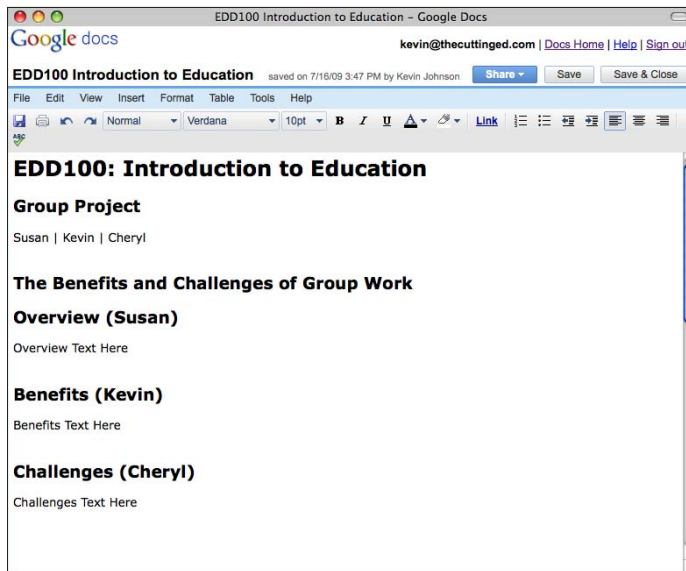 EDD100 Introduction to Education – Google Docs
Google docs
kevin@thecuttinged.com | Docs Home | Help | Sign out
EDD100 Introduction to Education saved on 7/16/09 3:47 PM by Kevin Johnson Share Save Save & Close
File Edit View Insert Format Table Tools Help
Normal Verdana 10pt B I U A Link
ABC
EDD100: Introduction to Education
Group Project
Susan | Kevin | Cheryl
The Benefits and Challenges of Group Work
Overview (Susan)
Overview Text Here
Benefits (Kevin)
Benefits Text Here
Challenges (Cheryl)
Challenges Text Here